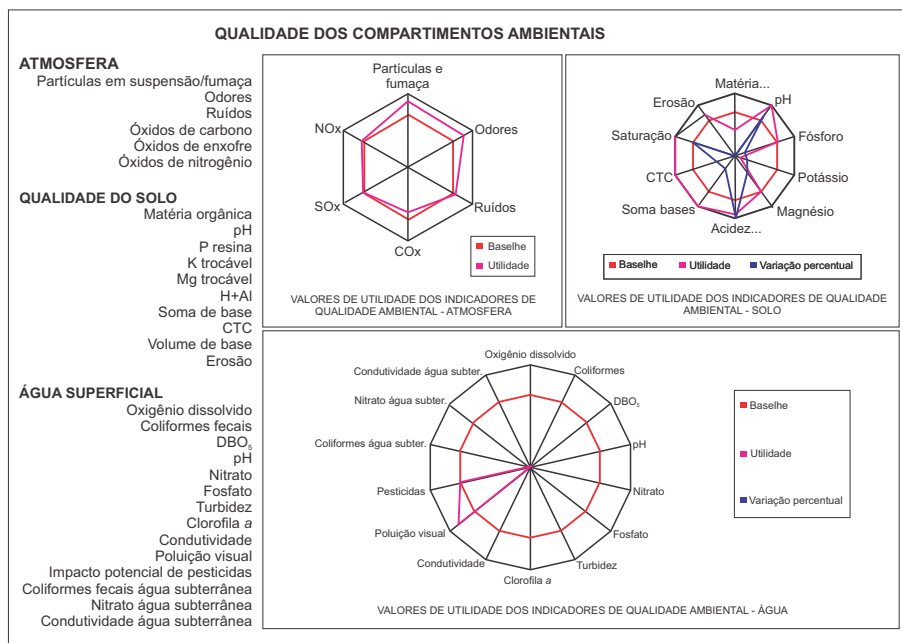 QUALIDADE DOS COMPARTIMENTOS AMBIENTAIS
ATMOSFERA
Partículas em suspensão/fumaça
Odores
Ruídos
Óxidos de carbono
Óxidos de enxofre
Óxidos de nitrogênio
QUALIDADE DO SOLO
Matéria orgânica
pH
P resina
K trocável
Mg trocável
H+Al
Soma de base
CTC
Volume de base
Erosão
ÁGUA SUPERFICIAL
Oxigênio dissolvido
Coliformes fecais
DBO₅
pH
Nitrato
Fosfato
Turbidez
Clorofila a
Condutividade
Poluição visual
Impacto potencial de pesticidas
Coliformes fecais água subterrânea
Nitrato água subterrânea
Condutividade água subterrânea
Partículas e
fumaça
NOx
Odores
SOx
Ruídos
COx
Baselhe
Utilidade
VALORES DE UTILIDADE DOS INDICADORES DE
QUALIDADE AMBIENTAL - ATMOSFERA
Matéria...
Erosão
pH
Saturação
Fósforo
CTC
Potássio
Soma bases
Magnésio
Acidez...
Baselhe
Utilidade
Variação percentual
VALORES DE UTILIDADE DOS INDICADORES DE QUALIDADE
AMBIENTAL - SOLO
Oxigênio dissolvido
Condutividade água subter.
Coliformes
Nitrato água subter.
DBO₅
Coliformes água subter.
pH
Pesticidas
Nitrato
Poluição visual
Fosfato
Condutividade
Turbidez
Clorofila a
Baselhe
Utilidade
Variação percentual
VALORES DE UTILIDADE DOS INDICADORES DE QUALIDADE AMBIENTAL - ÁGUA